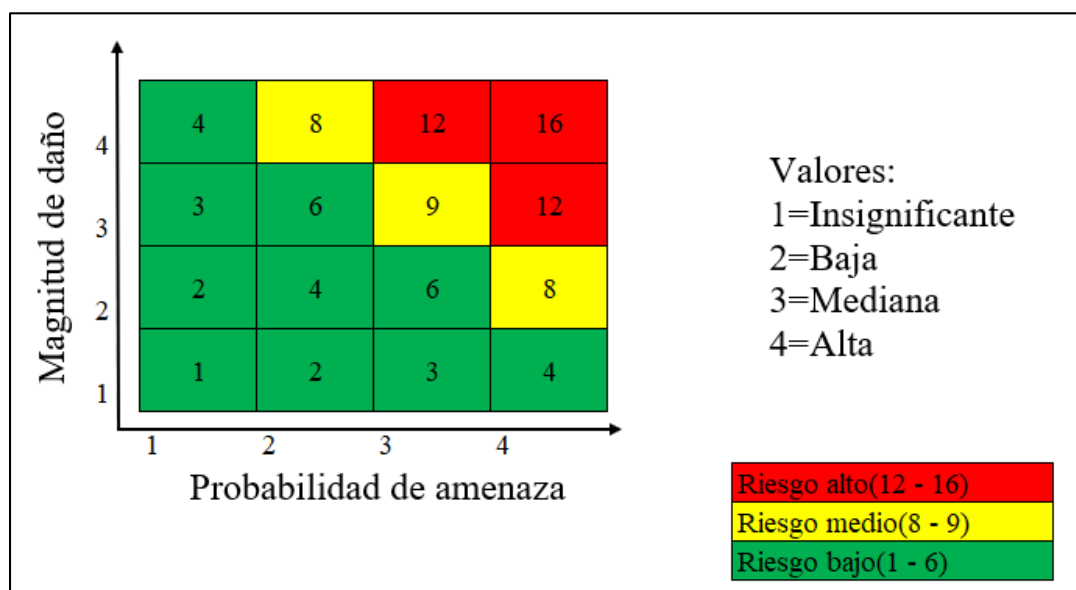 Magnitud de daño
4
3
2
1
4 8 12 16
3 6 9 12
2 4 6 8
1 2 3 4
1 2 3 4
Probabilidad de amenaza
Valores:
1=Insignificante
2=Baja
3=Mediana
4=Alta
Riesgo alto(12 - 16)
Riesgo medio(8 - 9)
Riesgo bajo(1 - 6)